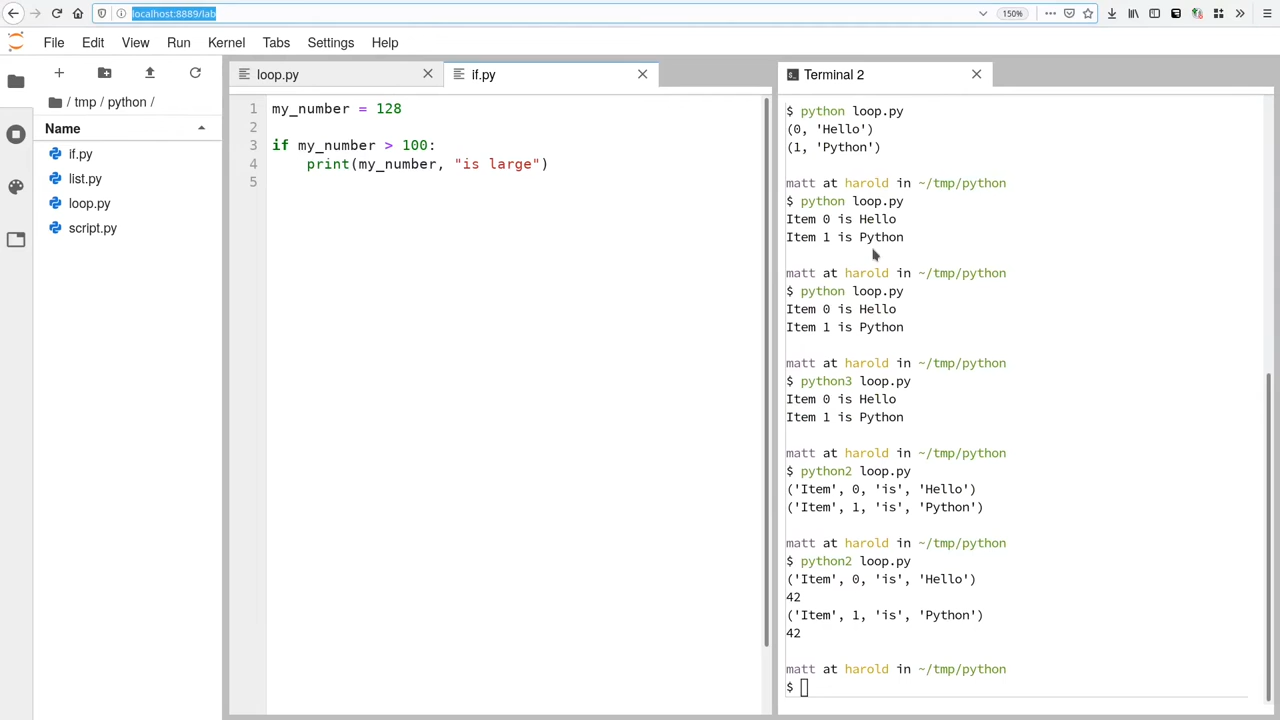 localhost:8889/lab
150%
File Edit View Run Kernel Tabs Settings Help
/ tmp / python /
Name
if.py
list.py
loop.py
script.py
loop.py
if.py
1 my_number = 128
2
3 if my_number > 100:
4     print(my_number, "is large")
5
Terminal 2
$ python loop.py
(0, 'Hello')
(1, 'Python')
matt at harold in ~/tmp/python
$ python loop.py
Item 0 is Hello
Item 1 is Python
matt at harold in ~/tmp/python
$ python loop.py
Item 0 is Hello
Item 1 is Python
matt at harold in ~/tmp/python
$ python3 loop.py
Item 0 is Hello
Item 1 is Python
matt at harold in ~/tmp/python
$ python2 loop.py
('Item', 0, 'is', 'Hello')
('Item', 1, 'is', 'Python')
matt at harold in ~/tmp/python
$ python2 loop.py
('Item', 0, 'is', 'Hello')
42
('Item', 1, 'is', 'Python')
42
matt at harold in ~/tmp/python
$